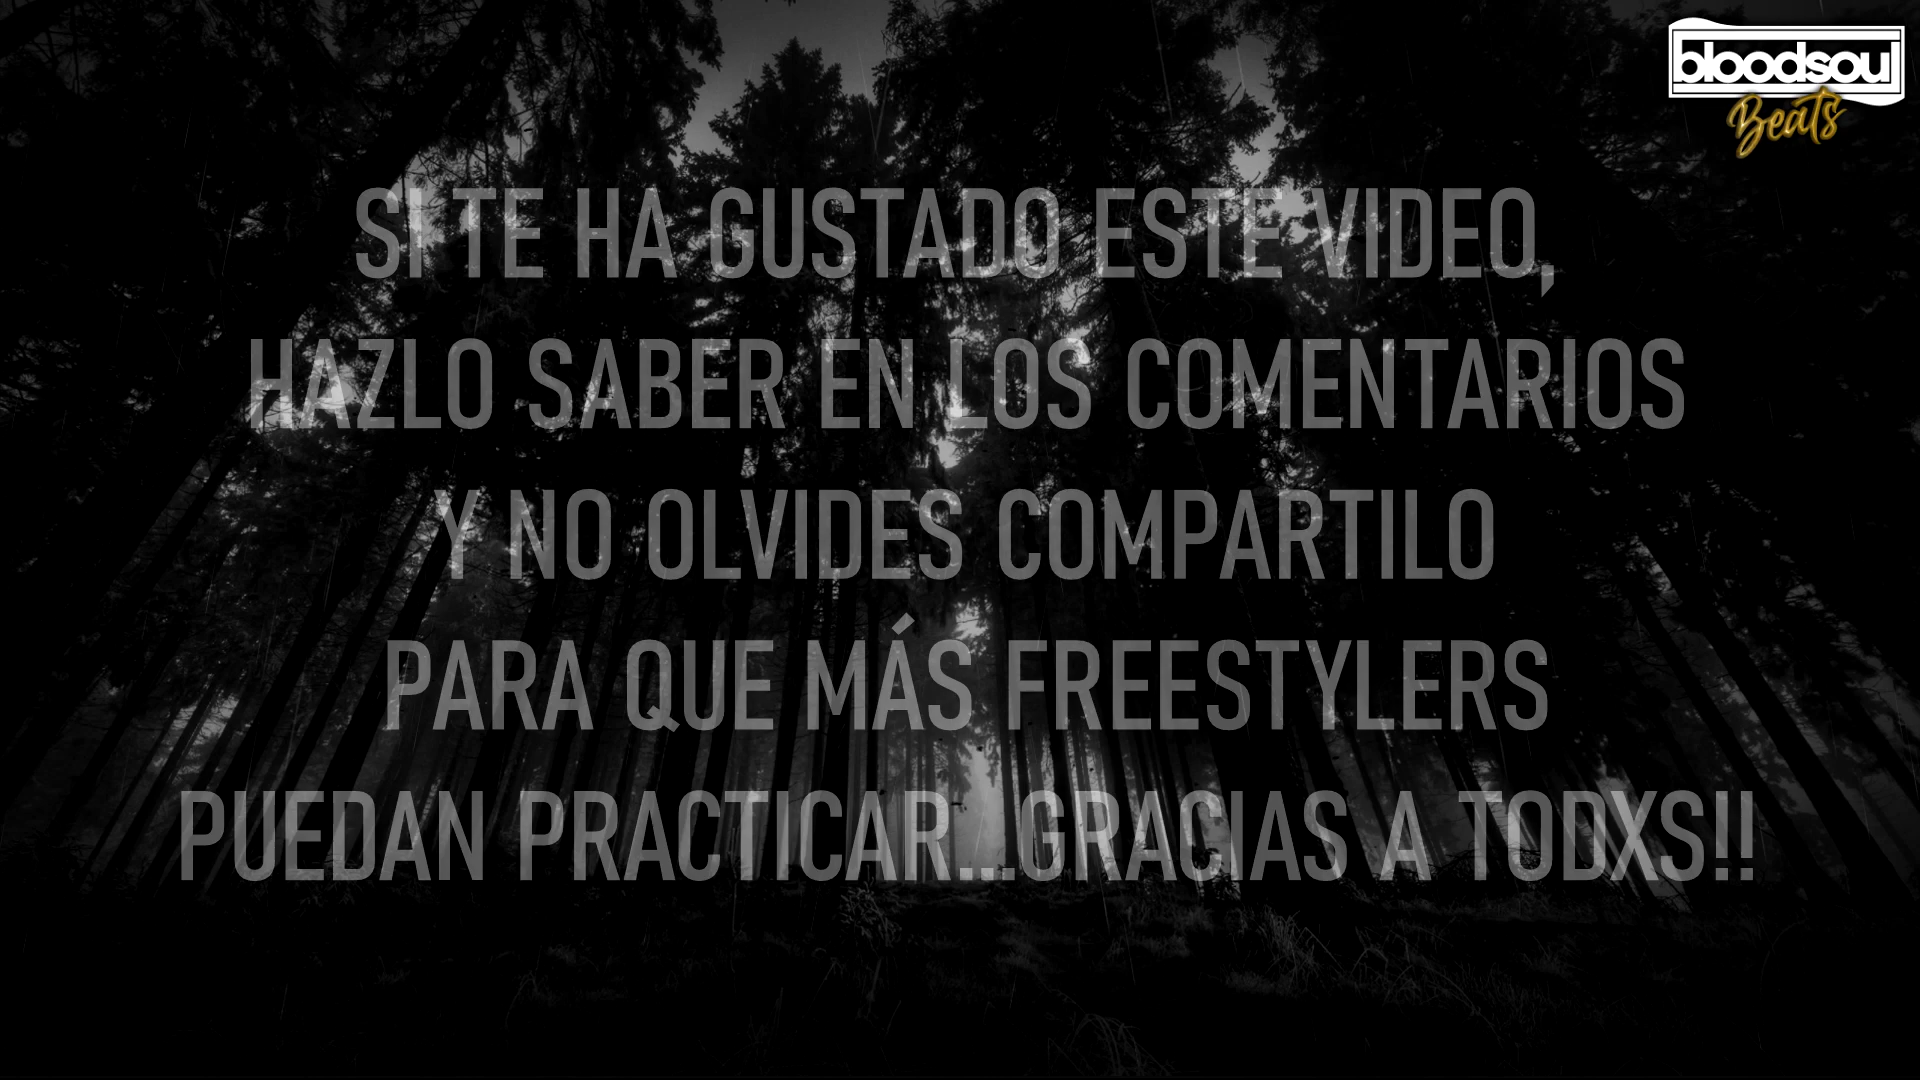 bloodsoul
Beats
SI TE HA GUSTADO ESTE VIDEO,
HAZLO SABER EN LOS COMENTARIOS
Y NO OLVIDES COMPARTILO
PARA QUE MÁS FREESTYLERS
PUEDAN PRACTICAR...GRACIAS A TODXS!!